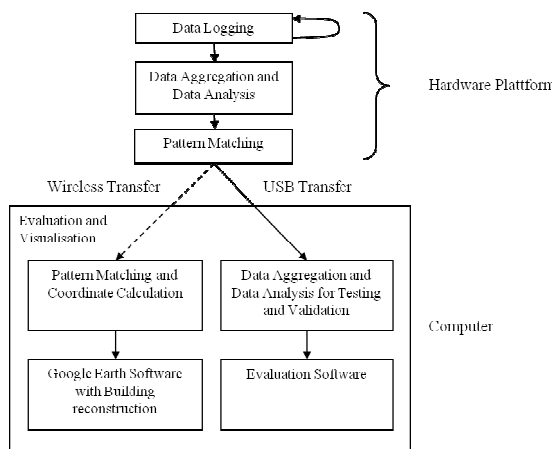 Data Logging
Data Aggregation and
Data Analysis
Hardware Plattform
Pattern Matching
Wireless Transfer
USB Transfer
Evaluation and
Visualisation
Pattern Matching and
Coordinate Calculation
Data Aggregation and
Data Analysis for Testing
and Validation
Computer
Google Earth Software
with Building
reconstruction
Evaluation Software